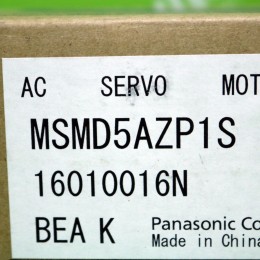 AC SERVO MOT
MSMD5AZP1S
16010016N
BEA K Panasonic Co
Made in China